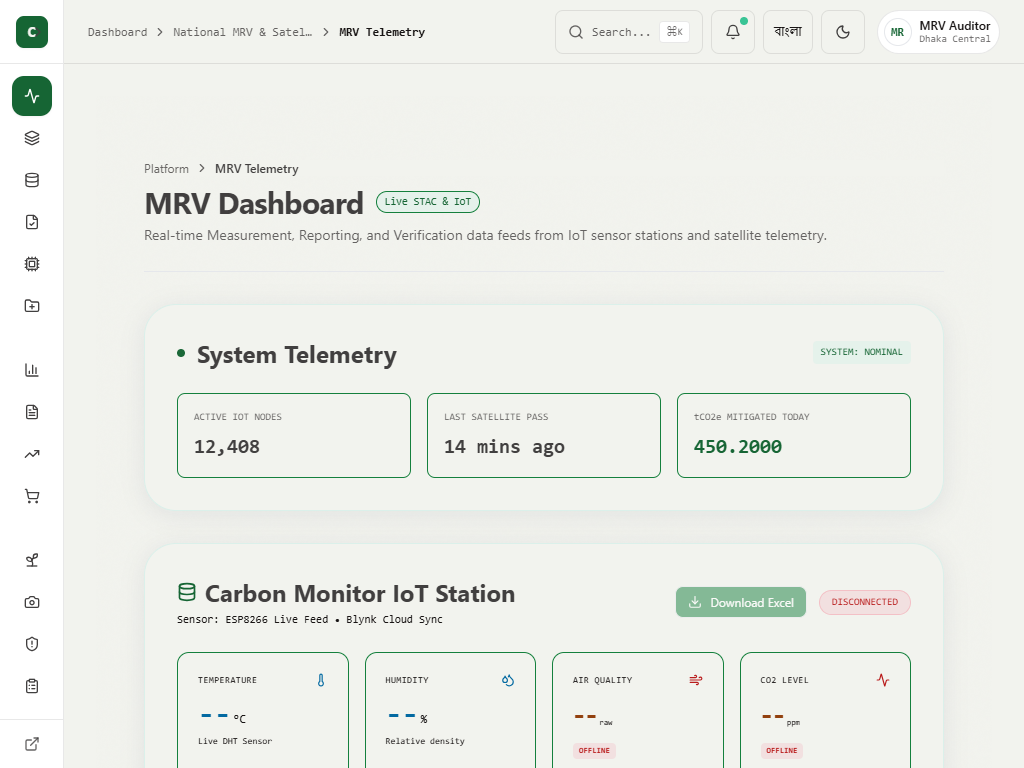 C
Dashboard > National MRV & Satel… > MRV Telemetry
Search... ⌘K
বাংলা
MR
MRV Auditor
Dhaka Central
Platform > MRV Telemetry
MRV Dashboard
Live STAC & IoT
Real-time Measurement, Reporting, and Verification data feeds from IoT sensor stations and satellite telemetry.
System Telemetry
SYSTEM: NOMINAL
ACTIVE IOT NODES
12,408
LAST SATELLITE PASS
14 mins ago
tCO2e MITIGATED TODAY
450.2000
Carbon Monitor IoT Station
Sensor: ESP8266 Live Feed • Blynk Cloud Sync
Download Excel
DISCONNECTED
TEMPERATURE
-- °C
Live DHT Sensor
HUMIDITY
-- %
Relative density
AIR QUALITY
-- raw
OFFLINE
CO2 LEVEL
-- ppm
OFFLINE